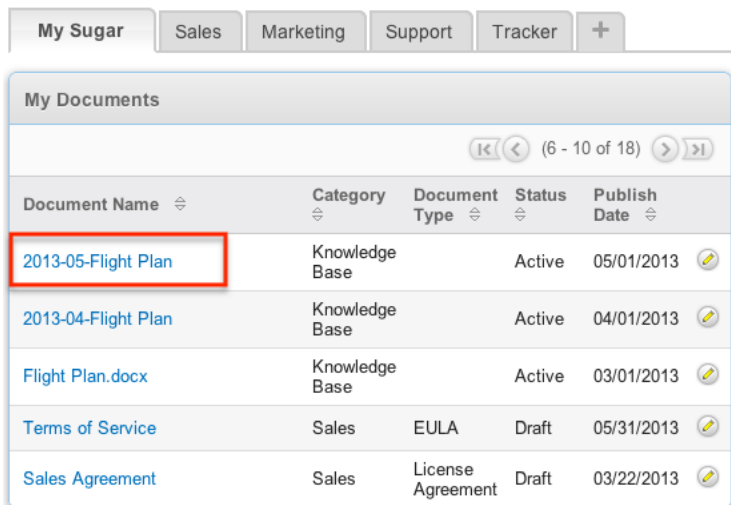 My Sugar Sales Marketing Support Tracker +
My Documents
(6 - 10 of 18)
Document Name Category Document Type Status Publish Date
2013-05-Flight Plan Knowledge Base Active 05/01/2013
2013-04-Flight Plan Knowledge Base Active 04/01/2013
Flight Plan.docx Knowledge Base Active 03/01/2013
Terms of Service Sales EULA Draft 05/31/2013
Sales Agreement Sales License Agreement Draft 03/22/2013